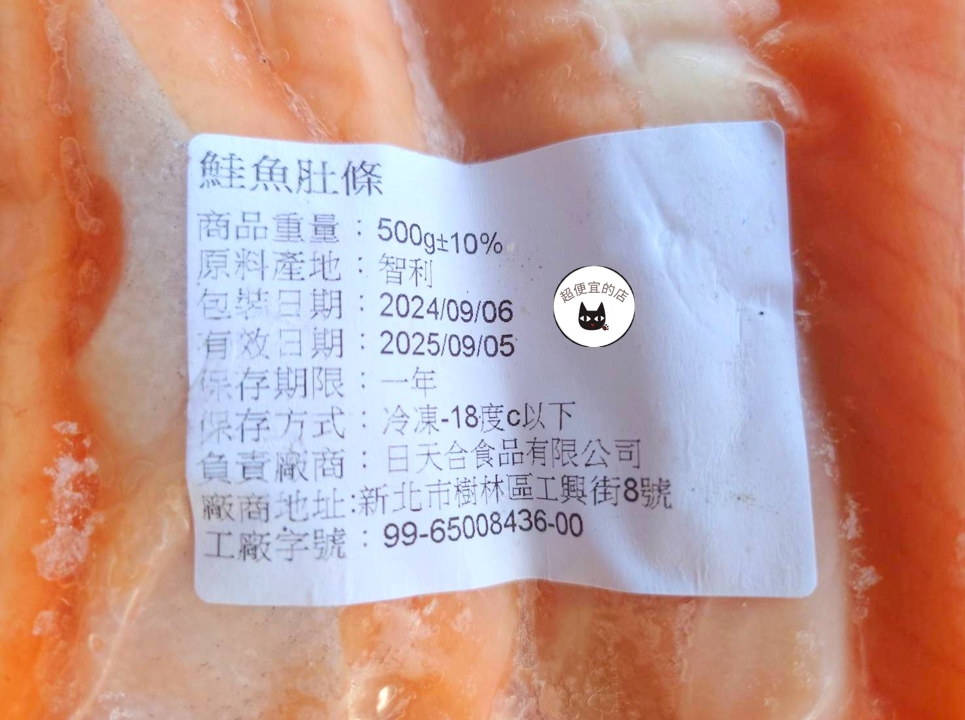 鮭魚肚條
商品重量：500g±10%
原料產地：智利
包裝日期：2024/09/06
有效日期：2025/09/05
保存期限：一年
保存方式：冷凍-18度c以下
負責廠商：日天合食品有限公司
廠商地址:新北市樹林區工興街8號
工廠字號：99-65008436-00
超便宜的店